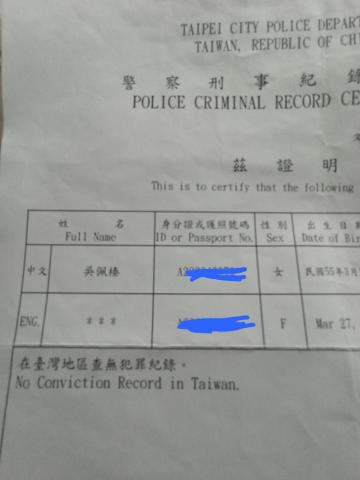 TAIPEI CITY POLICE DEPAR
TAIWAN, REPUBLIC OF CH
警察刑事紀錄
POLICE CRIMINAL RECORD CE
茲證明
This is to certify that the following
姓名 身分證或護照號碼 性別 出生日期
Full Name ID or Passport No. Sex Date of Bir
中文 吳佩榛 女 民國55年3月
ENG. *** F Mar 27,
在臺灣地區查無犯罪紀錄。
No Conviction Record in Taiwan.